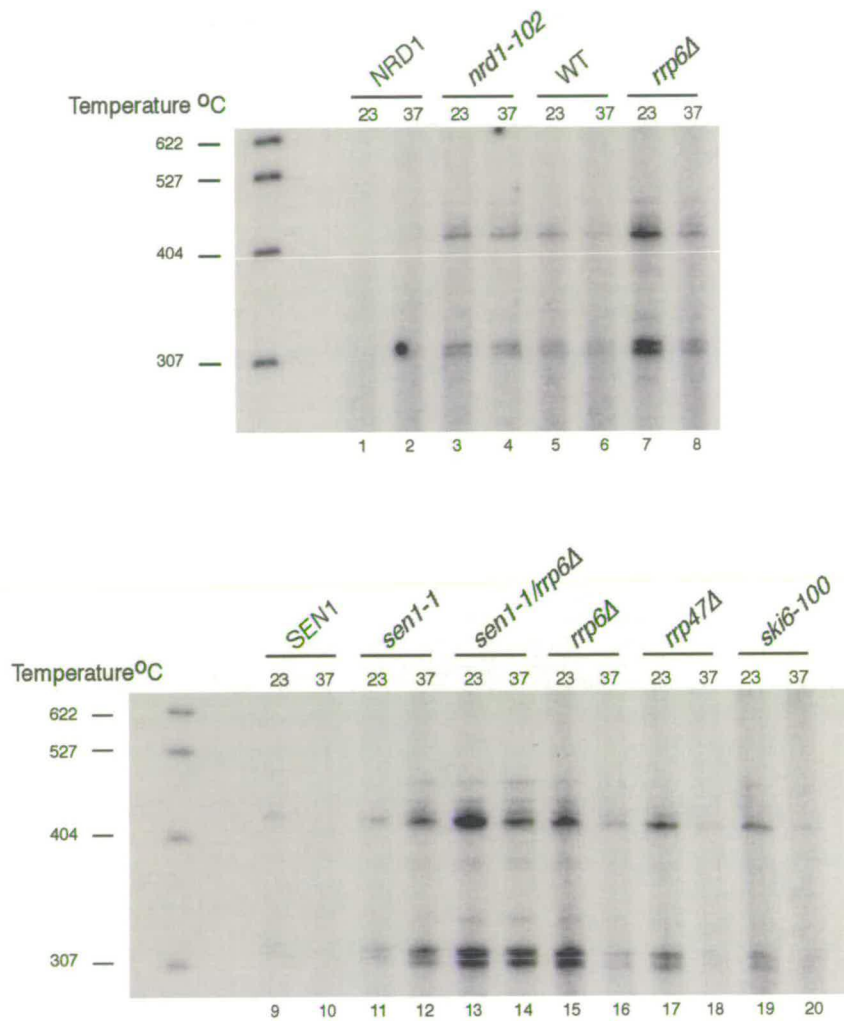 NRD1 nrd1-102 WT rrp6Δ
Temperature ºC 23 37 23 37 23 37 23 37
622
527
404
307
1 2 3 4 5 6 7 8
SEN1 sen1-1 sen1-1/rrp6Δ rrp6Δ rrp47Δ ski6-100
TemperatureºC 23 37 23 37 23 37 23 37 23 37 23 37
622
527
404
307
9 10 11 12 13 14 15 16 17 18 19 20